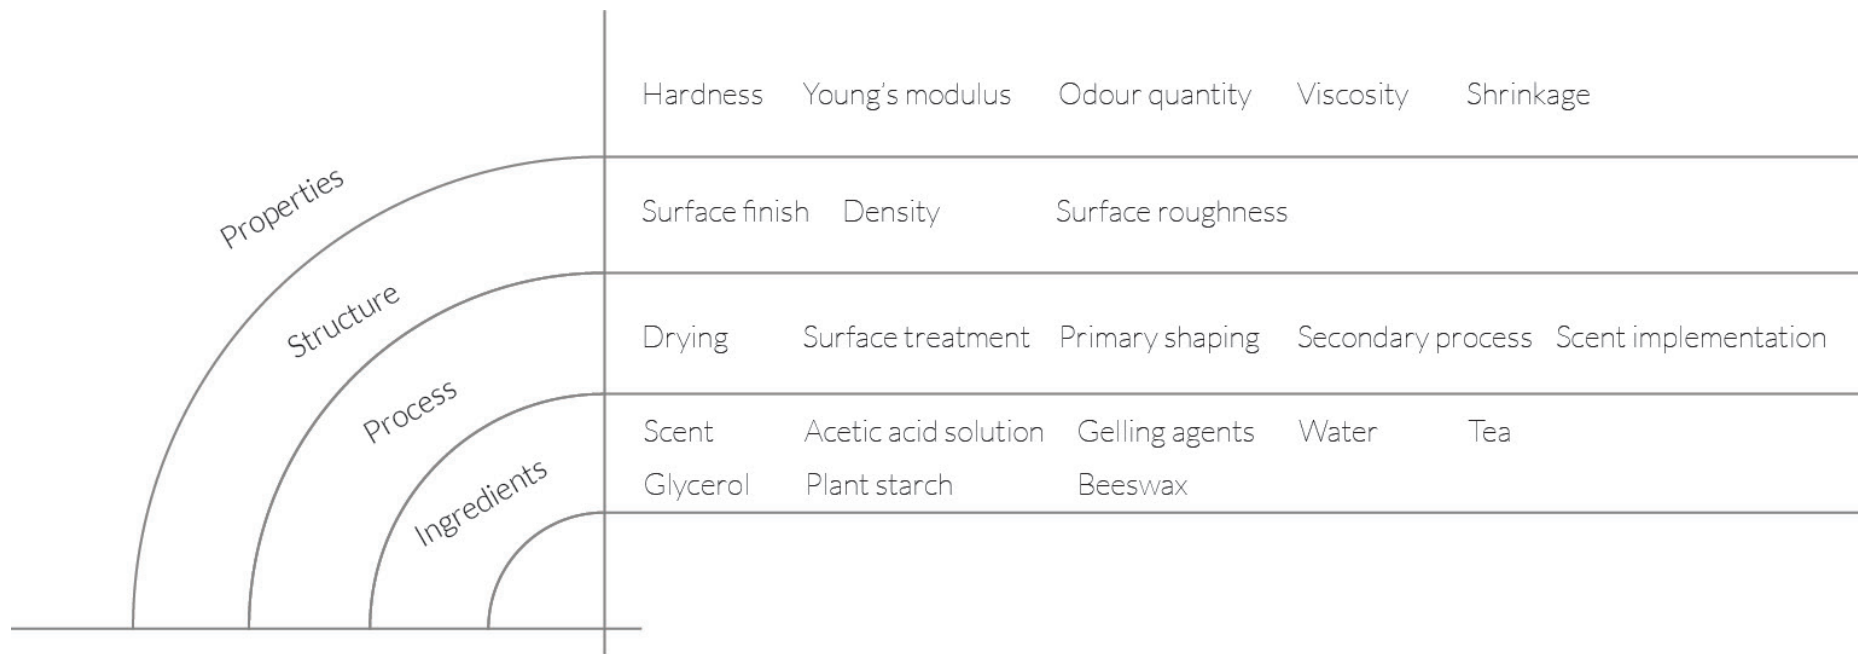 Hardness Young's modulus Odour quantity Viscosity Shrinkage
Properties
Surface finish Density Surface roughness
Structure
Drying Surface treatment Primary shaping Secondary process Scent implementation
Process
Scent Acetic acid solution Gelling agents Water Tea
Glycerol Plant starch Beeswax
Ingredients